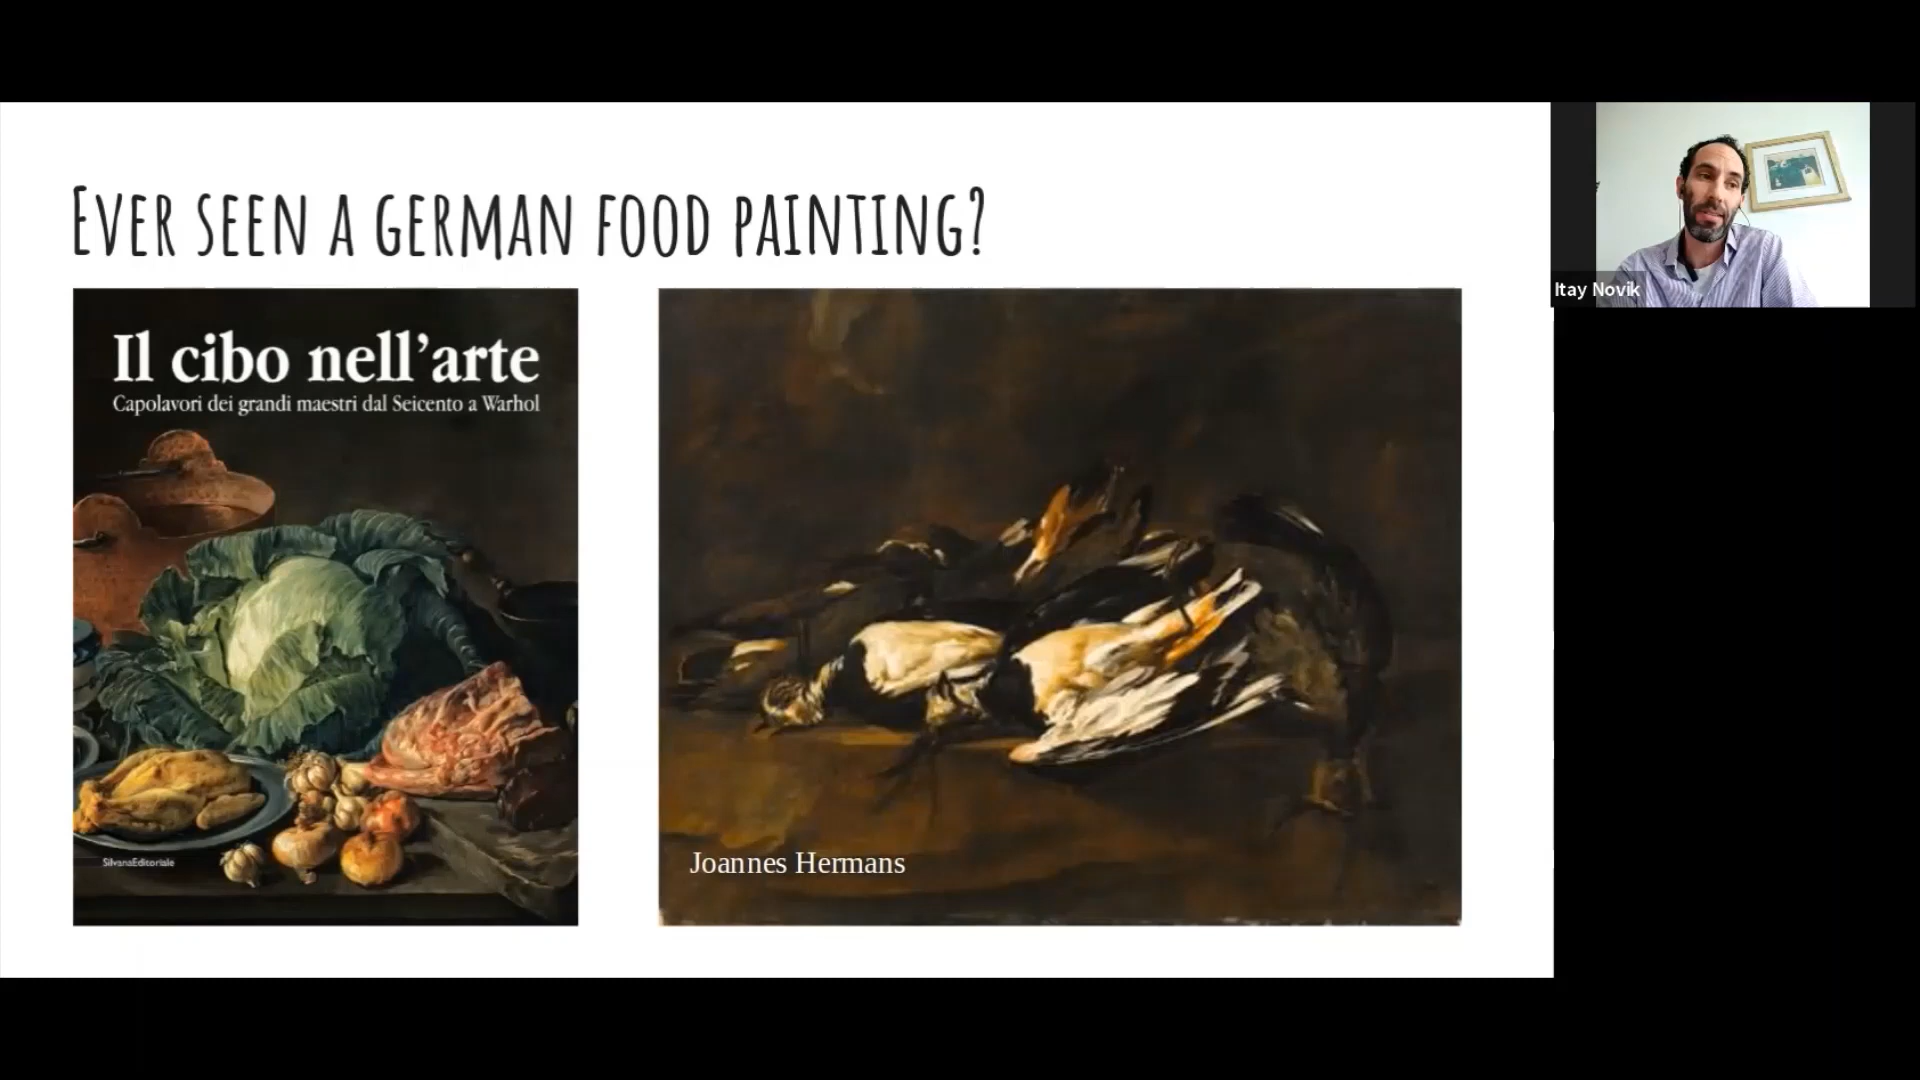 EVER SEEN A GERMAN FOOD PAINTING?
Il cibo nell'arte
Capolavori dei grandi maestri dal Seicento a Warhol
SilvanaEditoriale
Joannes Hermans
Itay Novik